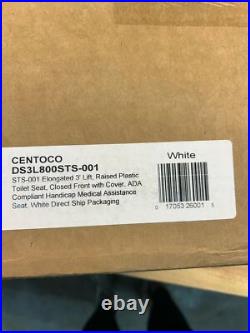 CENTOCO
DS3L800STS-001
STS-001 Elongated 3' Lift, Raised Plastic
Toilet Seat, Closed Front with Cover, ADA
Compliant Handicap Medical Assistance
Seat, White Direct Ship Packaging
White
0 17053 26001 5